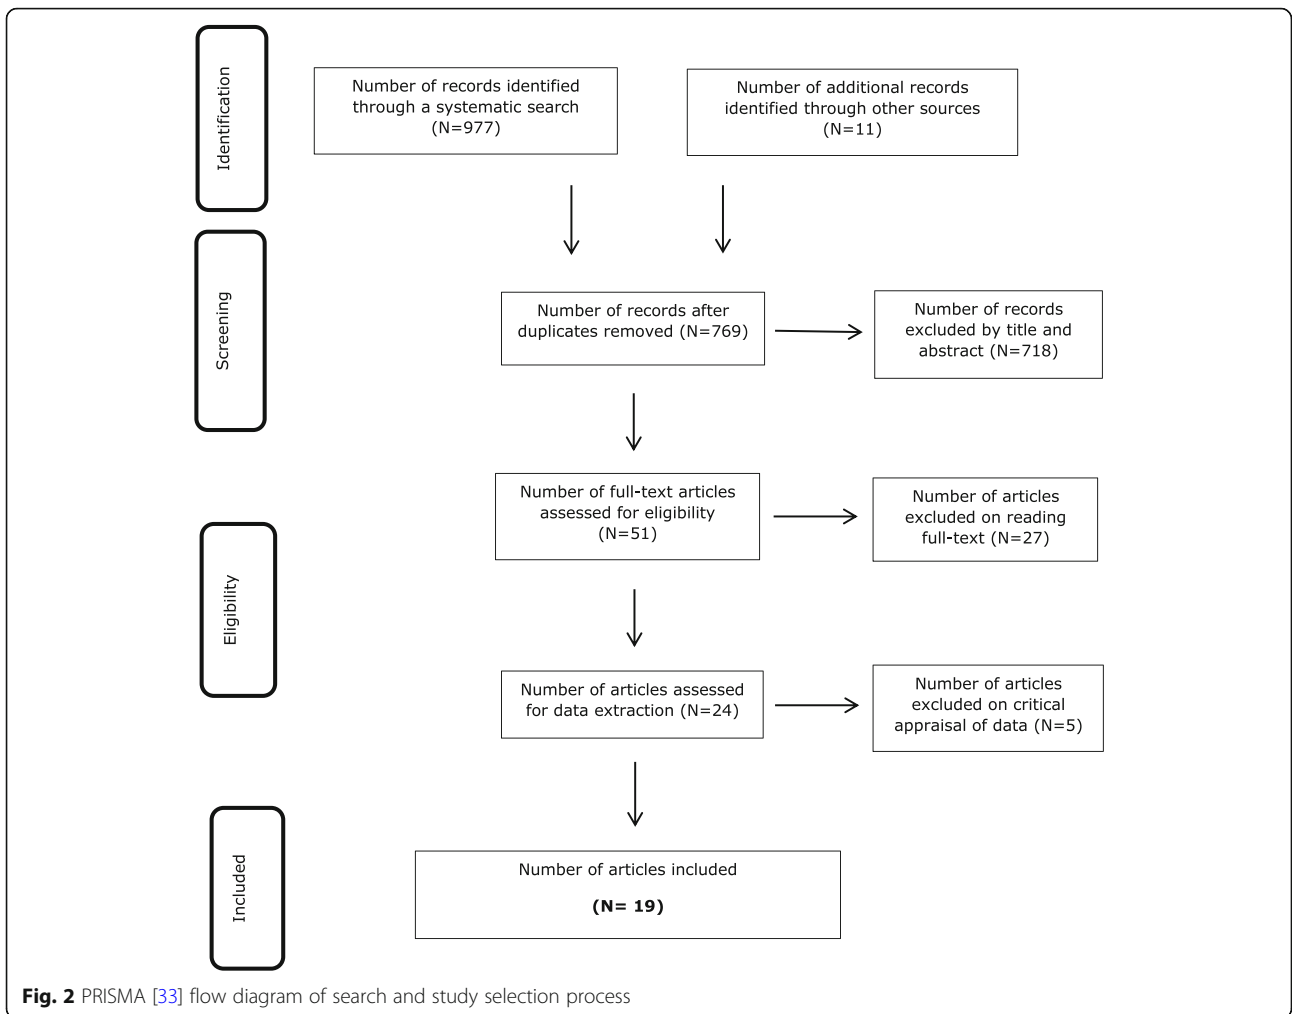 Identification
Number of records identified
through a systematic search
(N=977)
Number of additional records
identified through other sources
(N=11)
Screening
Number of records after
duplicates removed (N=769)
Number of records
excluded by title and
abstract (N=718)
Number of full-text articles
assessed for eligibility
(N=51)
Number of articles
excluded on reading
full-text (N=27)
Eligibility
Number of articles assessed
for data extraction (N=24)
Number of articles
excluded on critical
appraisal of data (N=5)
Included
Number of articles included
(N= 19)
Fig. 2 PRISMA [33] flow diagram of search and study selection process